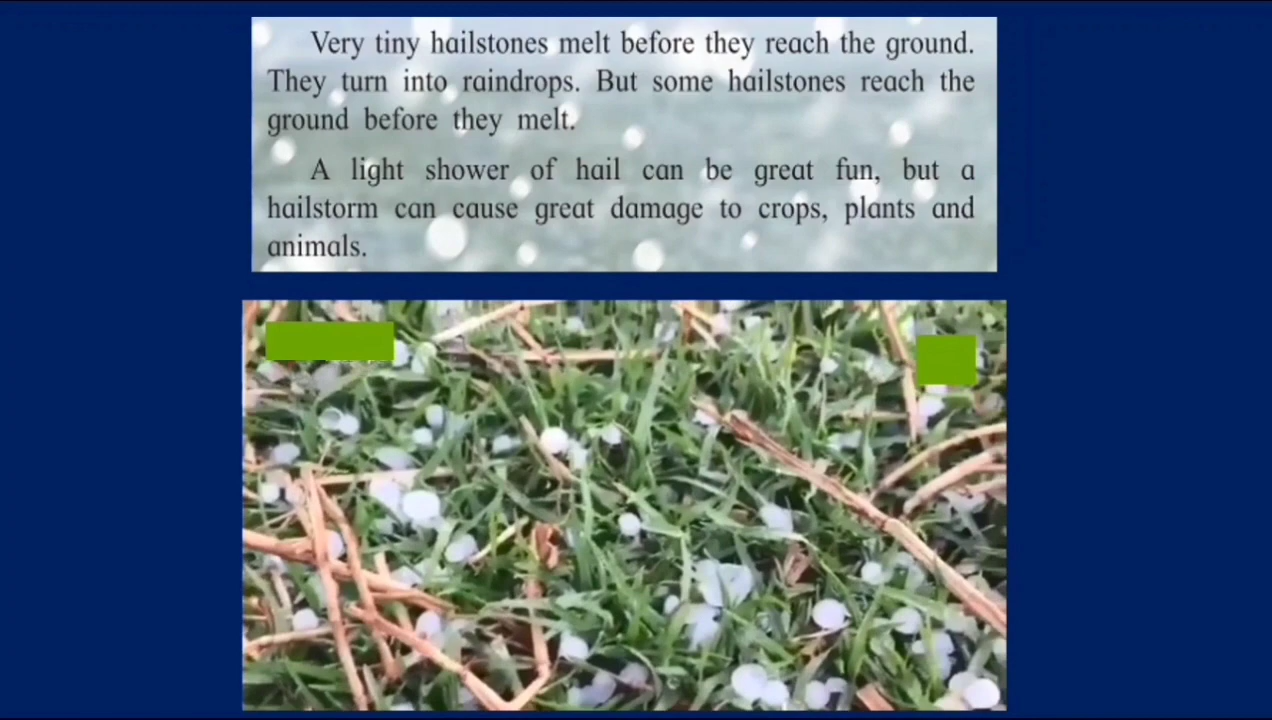 Very tiny hailstones melt before they reach the ground.
They turn into raindrops. But some hailstones reach the
ground before they melt.
A light shower of hail can be great fun, but a
hailstorm can cause great damage to crops, plants and
animals.